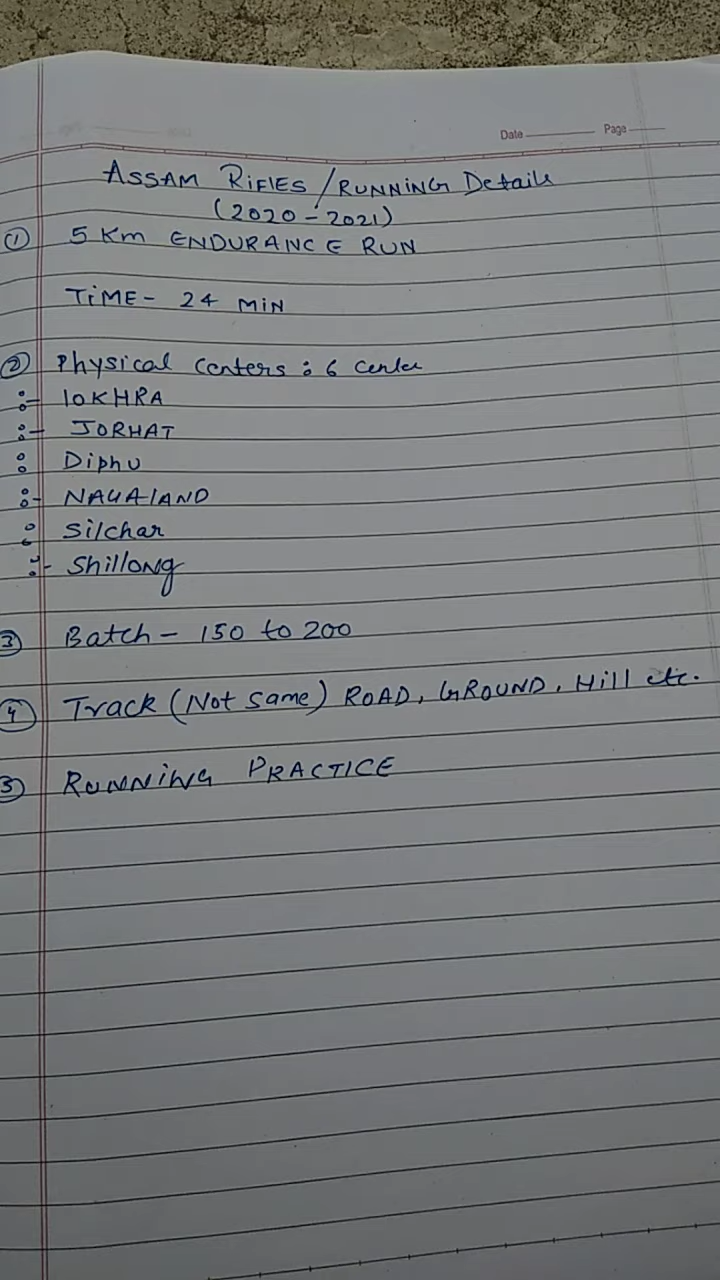 Date Page
ASSAM RIFIES / RUNNING Details
(2020-2021)
① 5 Km ENDURANCE RUN
TIME- 24 MIN
② Physical Centers : 6 Center
:- lOKHRA
:- JORHAT
: Diphu
:- NAGAlAND
: Silchar
:- Shillong
③ Batch - 150 to 200
④ Track (Not same) ROAD, GROUND, Hill etc.
⑤ RUNNING PRACTICE